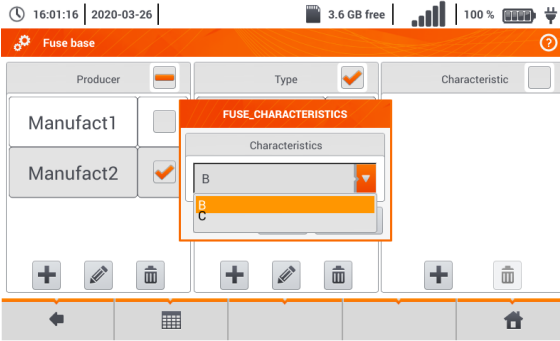 16:01:16 2020-03-26 3.6 GB free 100 %
Fuse base ?
Producer Type Characteristic
FUSE_CHARACTERISTICS
Characteristics
Manufact1
Manufact2
B
B
C